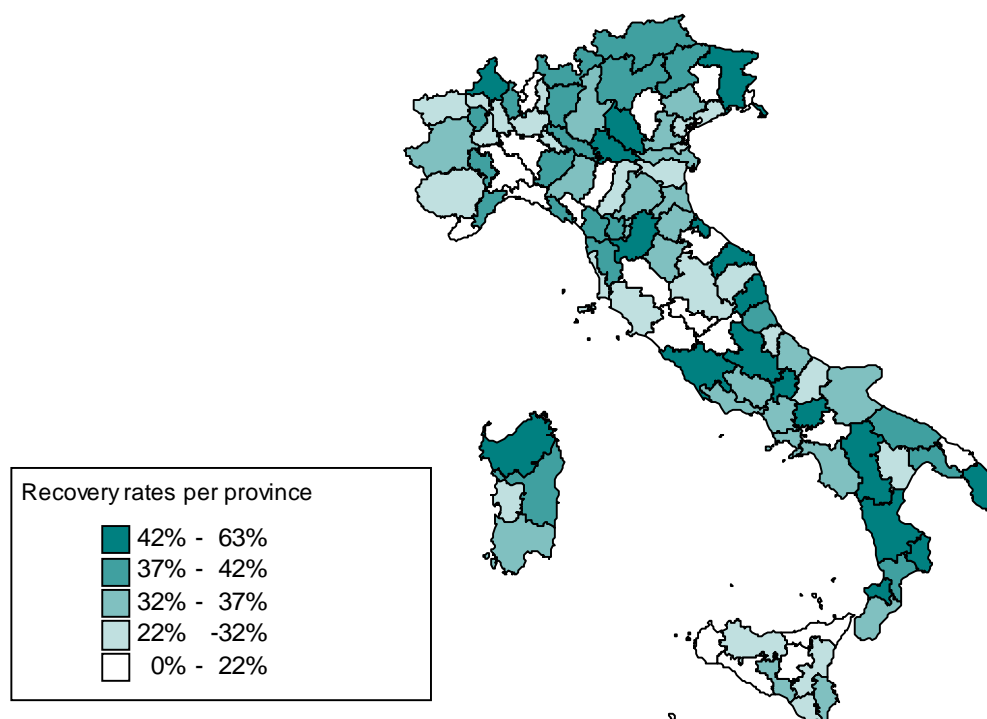 Recovery rates per province
42% - 63%
37% - 42%
32% - 37%
22% -32%
0% - 22%